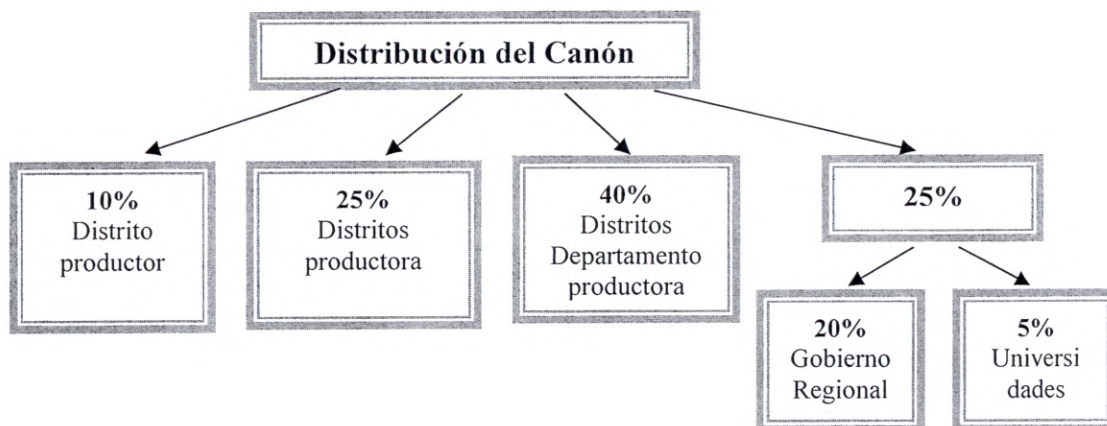 Distribución del Canón
10%
Distrito
productor
25%
Distritos
productora
40%
Distritos
Departamento
productora
25%
20%
Gobierno
Regional
5%
Universi
dades